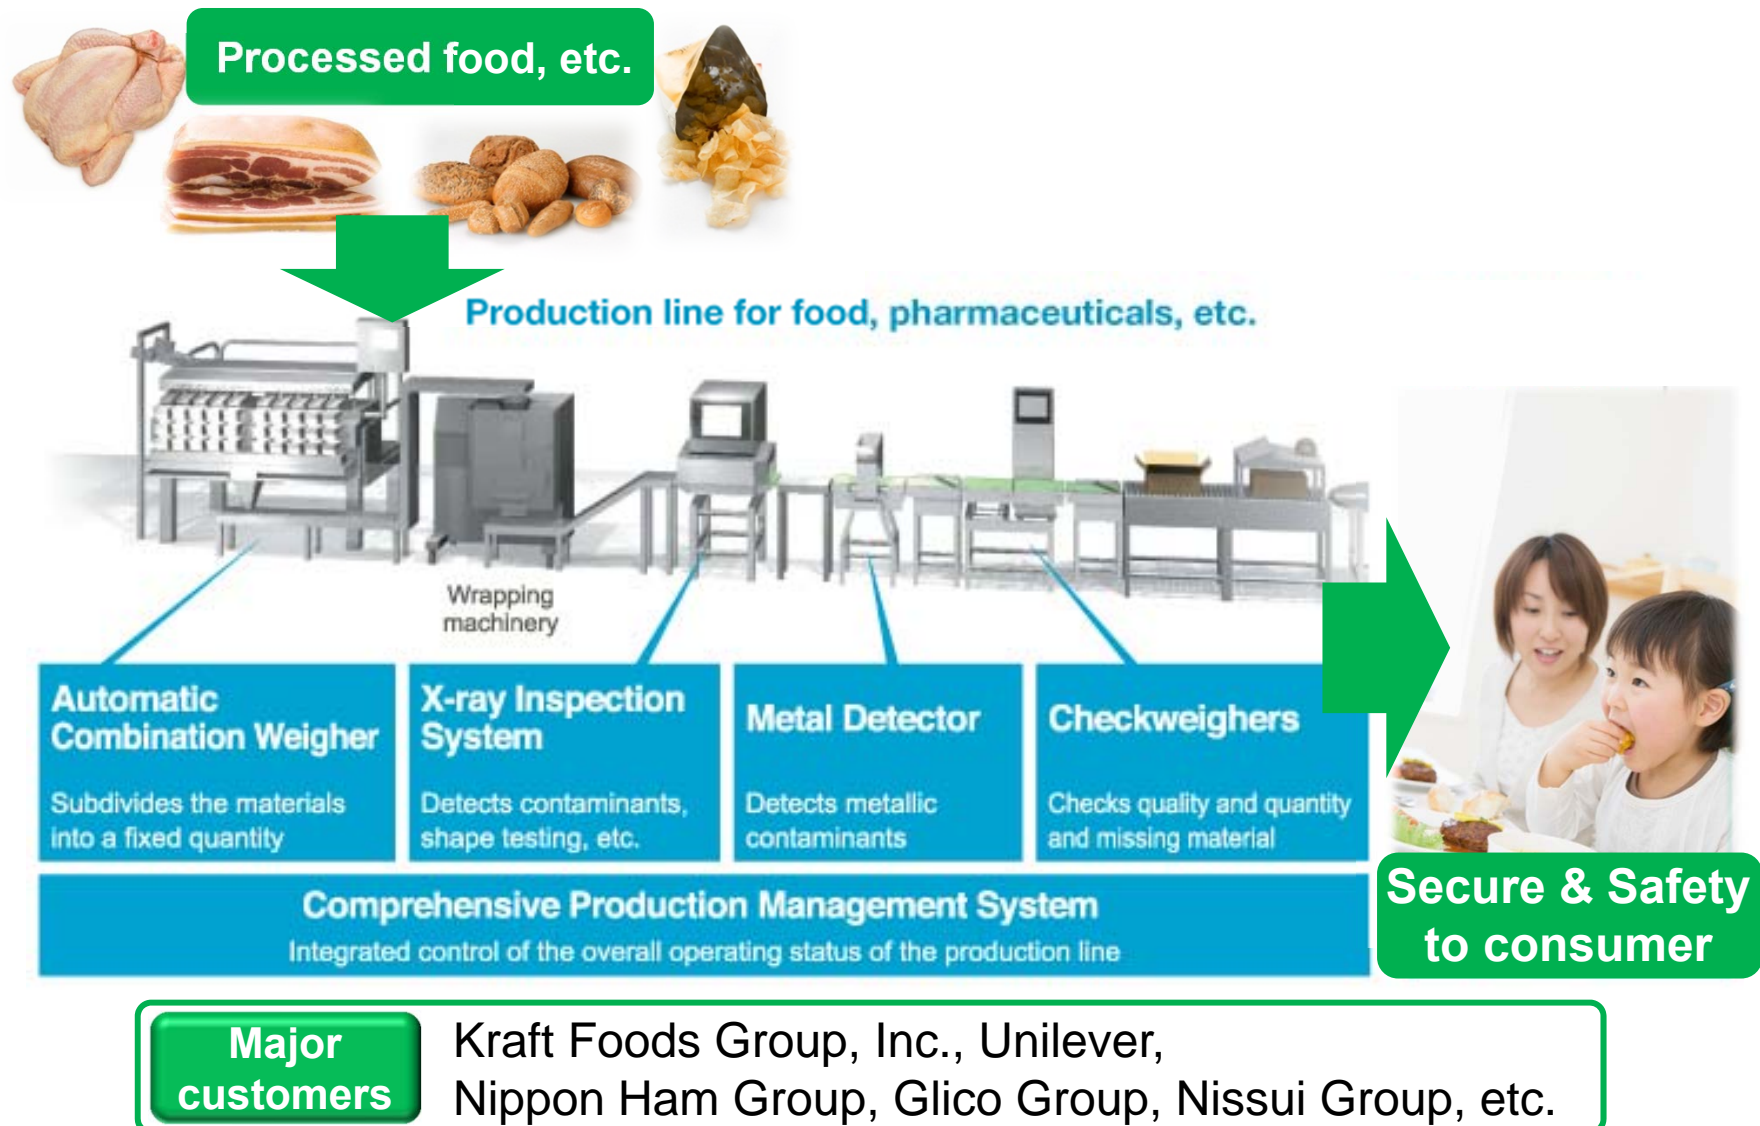 Processed food, etc.
Production line for food, pharmaceuticals, etc.
Wrapping
machinery
Automatic
Combination Weigher
Subdivides the materials
into a fixed quantity
X-ray Inspection
System
Detects contaminants,
shape testing, etc.
Metal Detector
Detects metallic
contaminants
Checkweighers
Checks quality and quantity
and missing material
Comprehensive Production Management System
Integrated control of the overall operating status of the production line
Secure & Safety
to consumer
Major
customers
Kraft Foods Group, Inc., Unilever,
Nippon Ham Group, Glico Group, Nissui Group, etc.